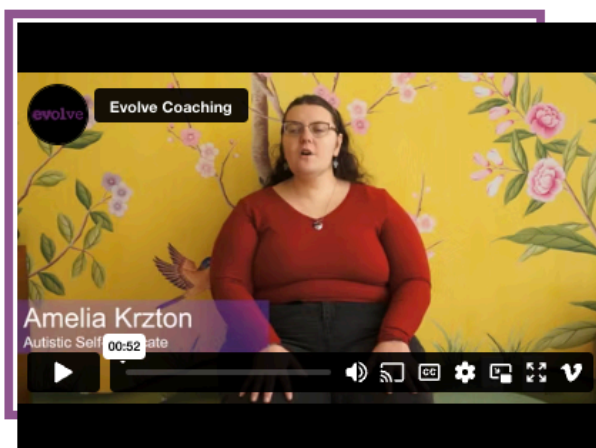 evolve
Evolve Coaching
Amelia Krzton
Autistic Self
cate
00:52
CC